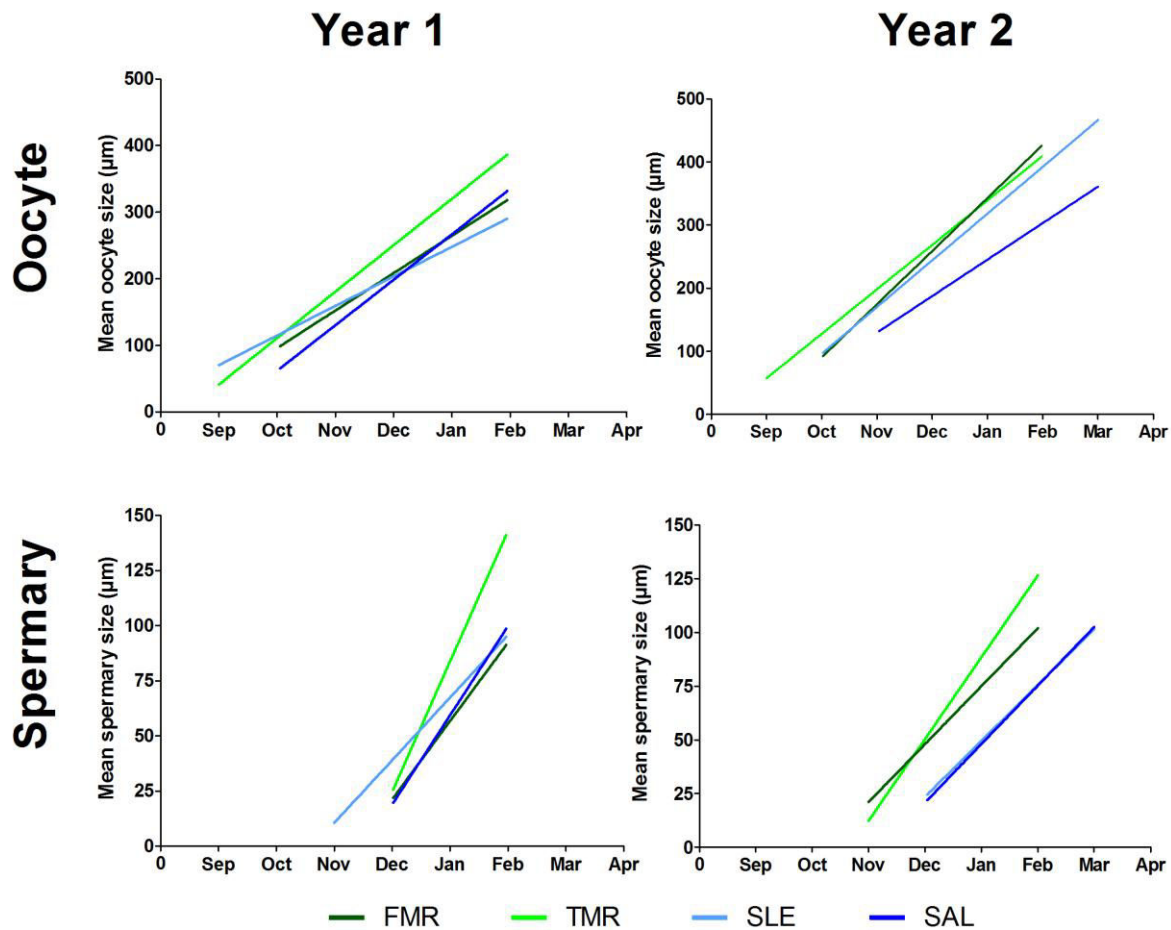 Year 1
Year 2
Oocyte
Mean oocyte size (µm)
500
400
300
200
100
0
0 Sep Oct Nov Dec Jan Feb Mar Apr
Mean oocyte size (µm)
500
400
300
200
100
0
0 Sep Oct Nov Dec Jan Feb Mar Apr
Spermary
Mean spermary size (µm)
150
125
100
75
50
25
0
0 Sep Oct Nov Dec Jan Feb Mar Apr
Mean spermary size (µm)
150
125
100
75
50
25
0
0 Sep Oct Nov Dec Jan Feb Mar Apr
FMR TMR SLE SAL